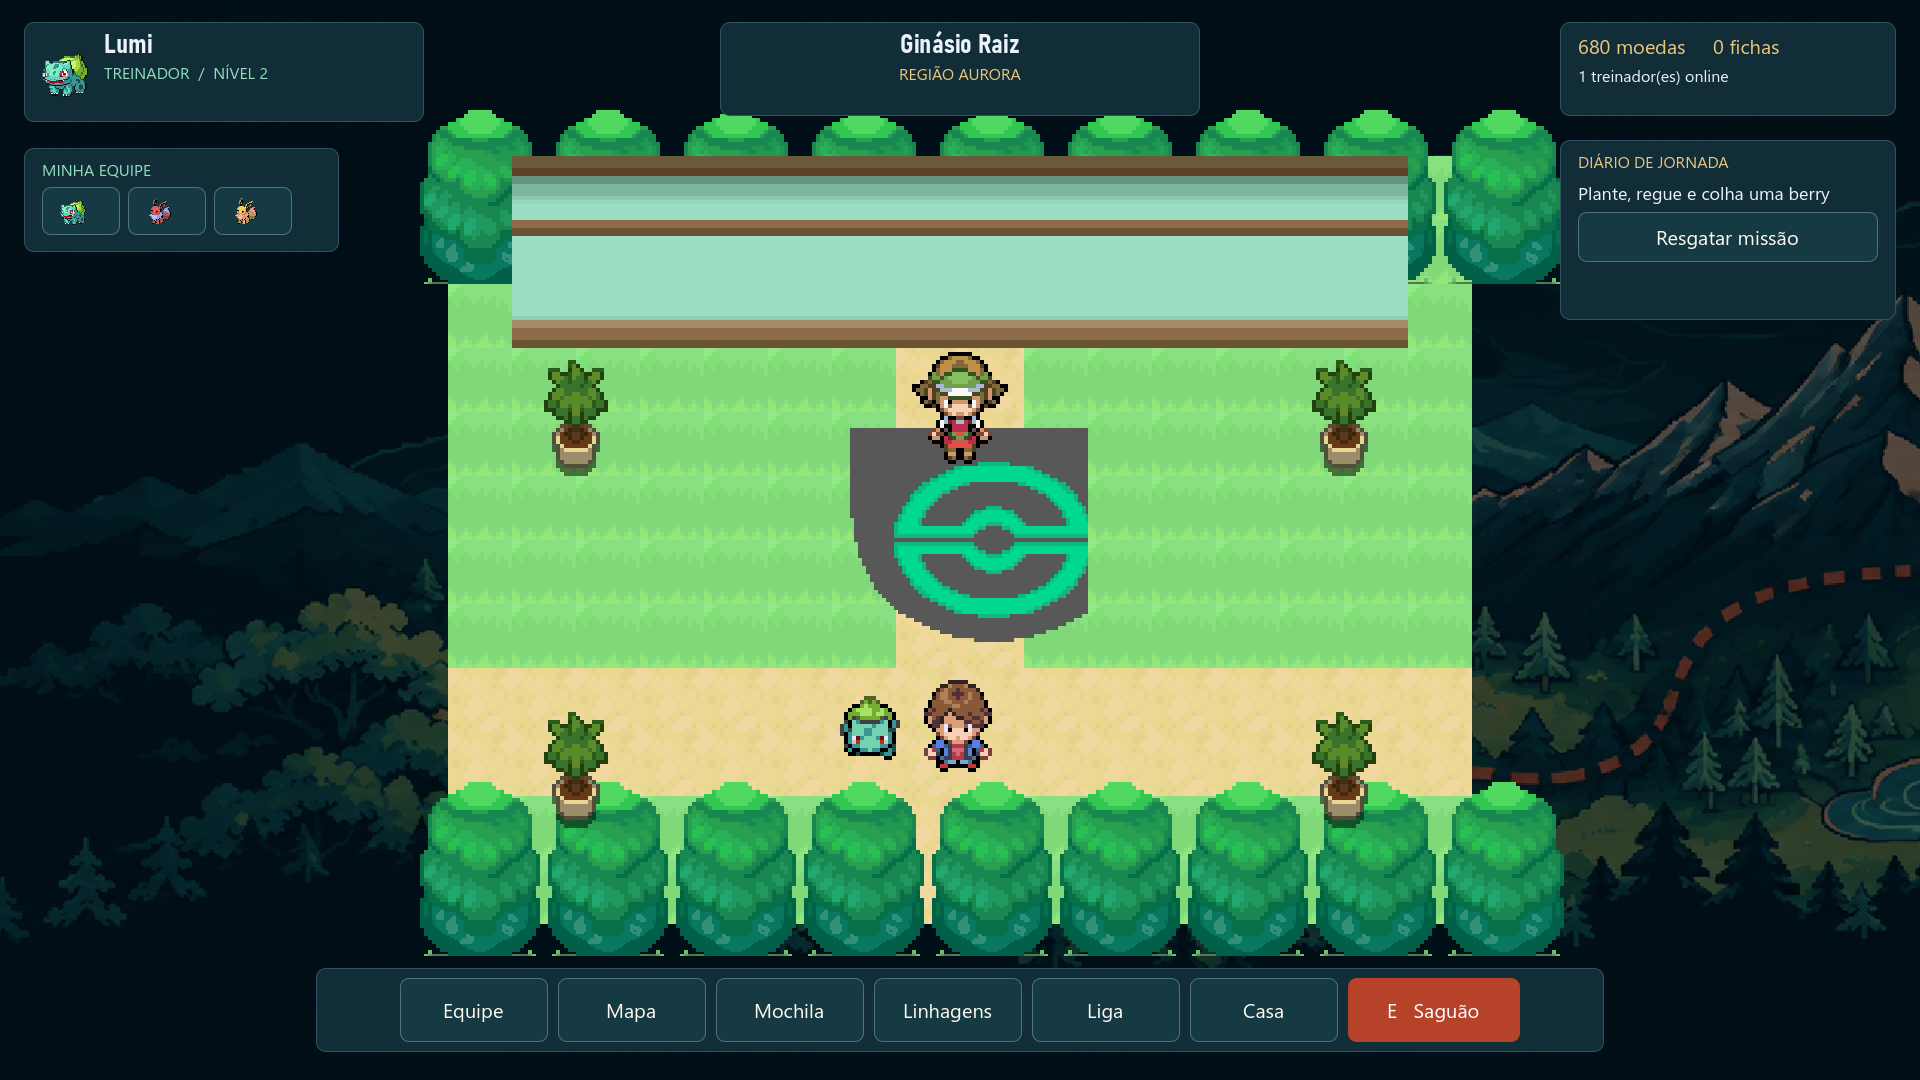 Lumi
TREINADOR / NÍVEL 2
Ginásio Raiz
REGIÃO AURORA
680 moedas 0 fichas
1 treinador(es) online
MINHA EQUIPE
DIÁRIO DE JORNADA
Plante, regue e colha uma berry
Resgatar missão
Equipe
Mapa
Mochila
Linhagens
Liga
Casa
E Saguão